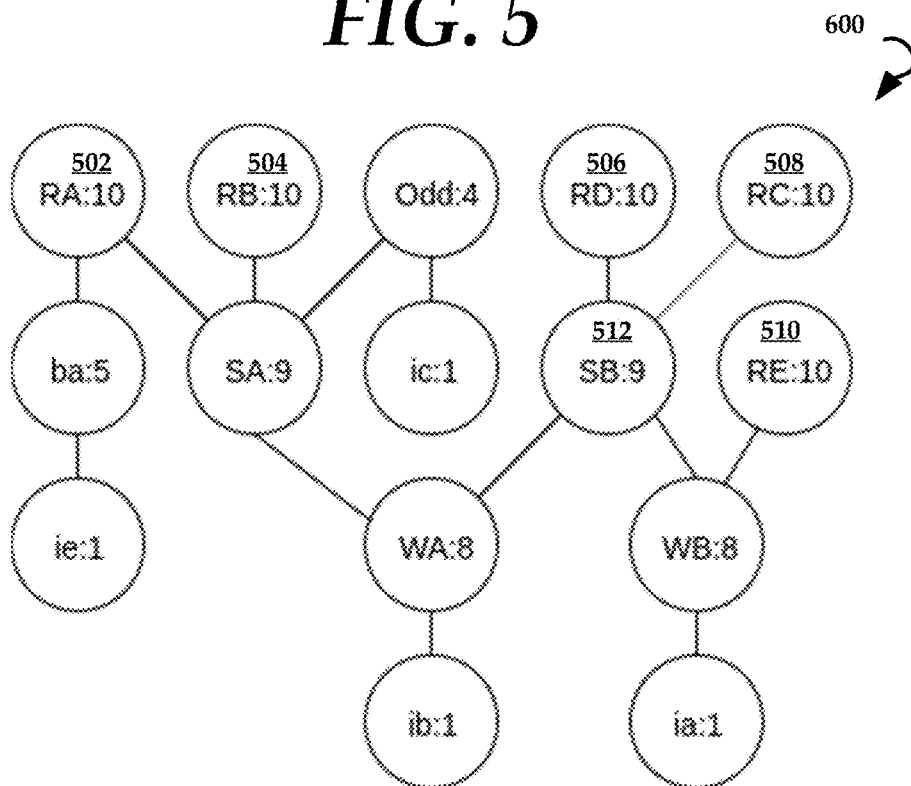 FIG. 5
600
502 504 506 508
RA:10 RB:10 Odd:4 RD:10 RC:10
512 510
ba:5 SA:9 ic:1 SB:9 RE:10
ie:1 WA:8 WB:8
ib:1 ia:1